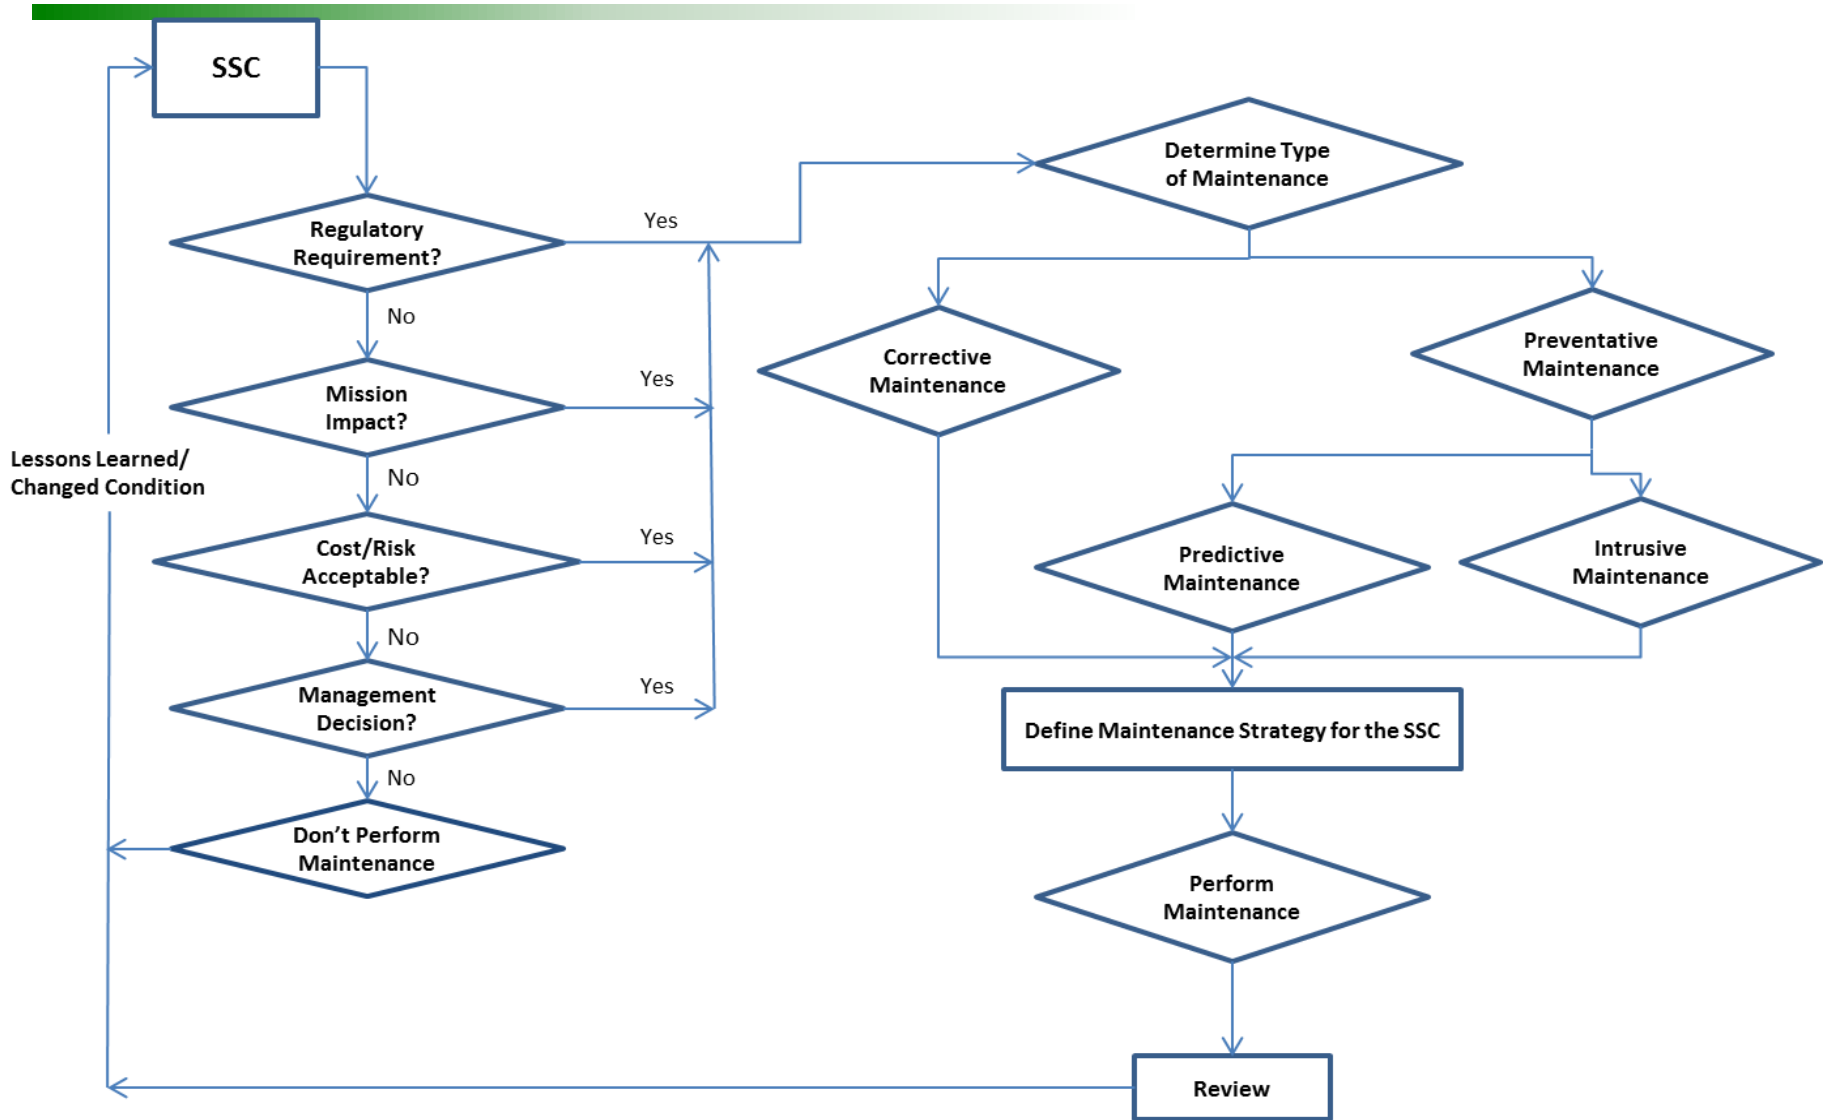 SSC
Regulatory
Requirement?
Yes
No
Mission
Impact?
Yes
No
Lessons Learned/
Changed Condition
Cost/Risk
Acceptable?
Yes
No
Management
Decision?
Yes
No
Don’t Perform
Maintenance
Determine Type
of Maintenance
Corrective
Maintenance
Preventative
Maintenance
Predictive
Maintenance
Intrusive
Maintenance
Define Maintenance Strategy for the SSC
Perform
Maintenance
Review